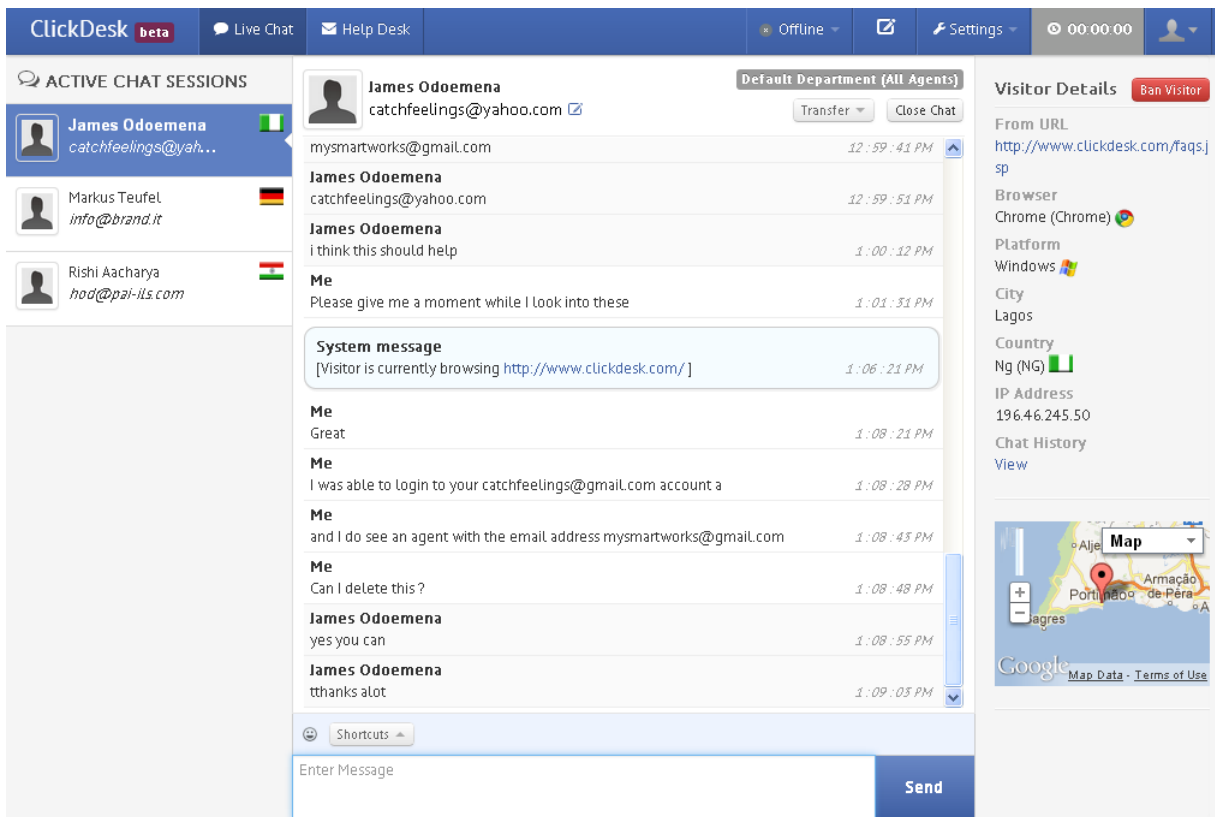 ClickDesk beta
Live Chat
Help Desk
Offline
Settings
00:00:00
ACTIVE CHAT SESSIONS
James Odoemena
catchfeelings@yah...
Markus Teufel
info@brand.it
Rishi Aacharya
hod@pai-ils.com
James Odoemena
catchfeelings@yahoo.com
Default Department (All Agents)
Transfer
Close Chat
mysmartworks@gmail.com 12:59:41 PM
James Odoemena
catchfeelings@yahoo.com 12:59:51 PM
James Odoemena
i think this should help 1:00:12 PM
Me
Please give me a moment while I look into these 1:01:31 PM
System message
[Visitor is currently browsing http://www.clickdesk.com/ ] 1:06:21 PM
Me
Great 1:08:21 PM
Me
I was able to login to your catchfeelings@gmail.com account a 1:08:28 PM
Me
and I do see an agent with the email address mysmartworks@gmail.com 1:08:43 PM
Me
Can I delete this ? 1:08:48 PM
James Odoemena
yes you can 1:08:55 PM
James Odoemena
tthanks alot 1:09:03 PM
Shortcuts
Enter Message
Send
Visitor Details
Ban Visitor
From URL
http://www.clickdesk.com/faqs.j
sp
Browser
Chrome (Chrome)
Platform
Windows
City
Lagos
Country
Ng (NG)
IP Address
196.46.245.50
Chat History
View
Alje
Map
Armação
de Pêra
Portimão
agres
A
Google
Map Data - Terms of Use